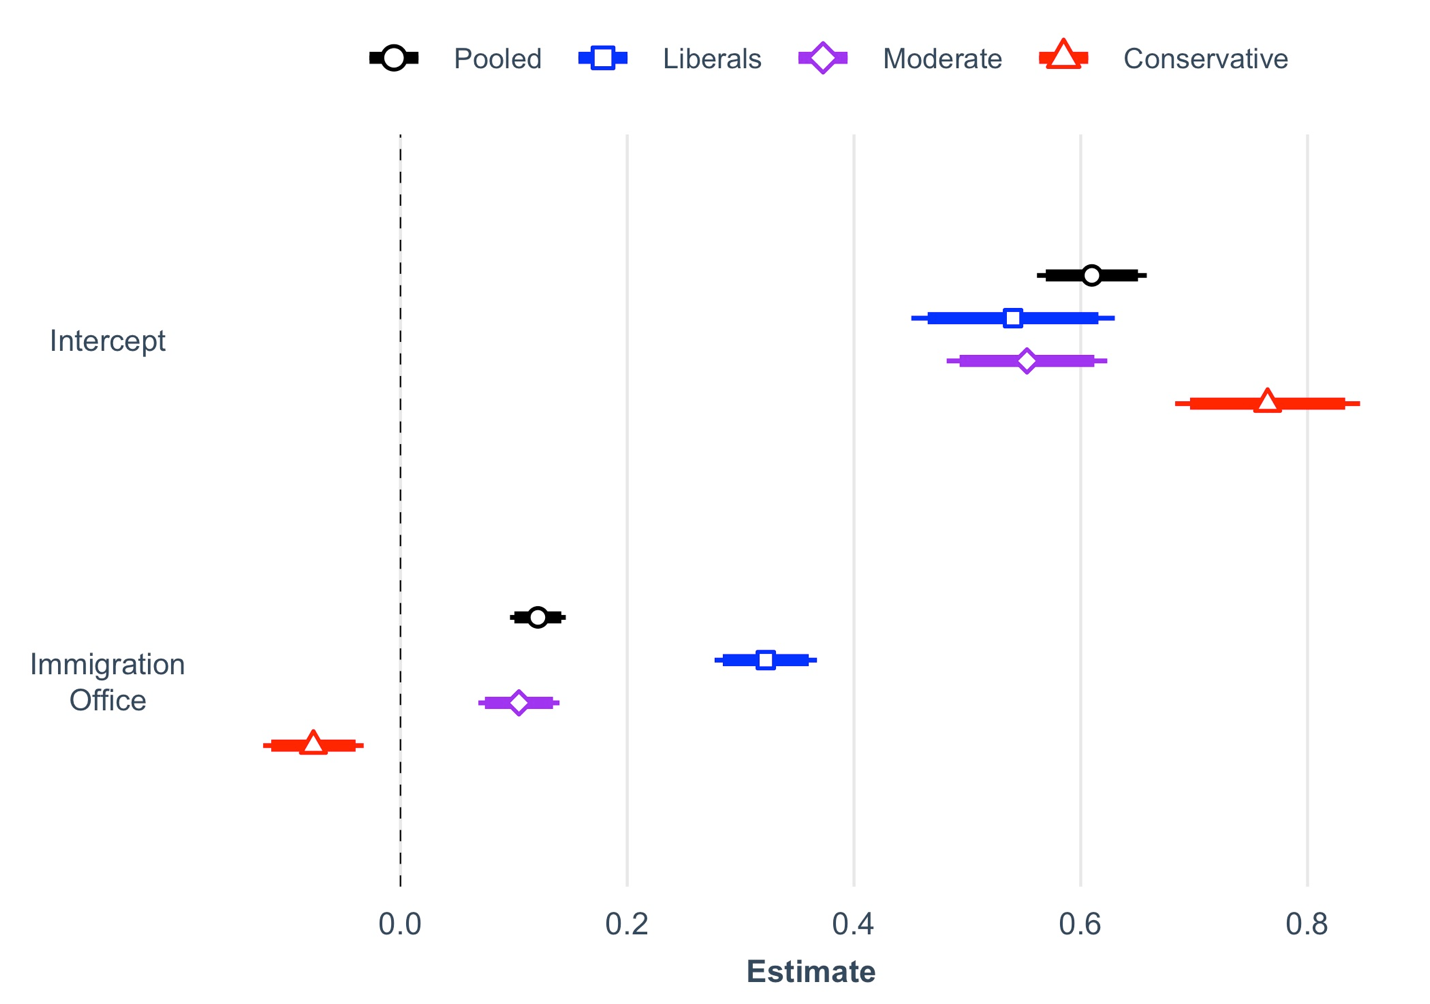 Pooled Liberals Moderate Conservative
Intercept
Immigration
Office
0.0 0.2 0.4 0.6 0.8
Estimate